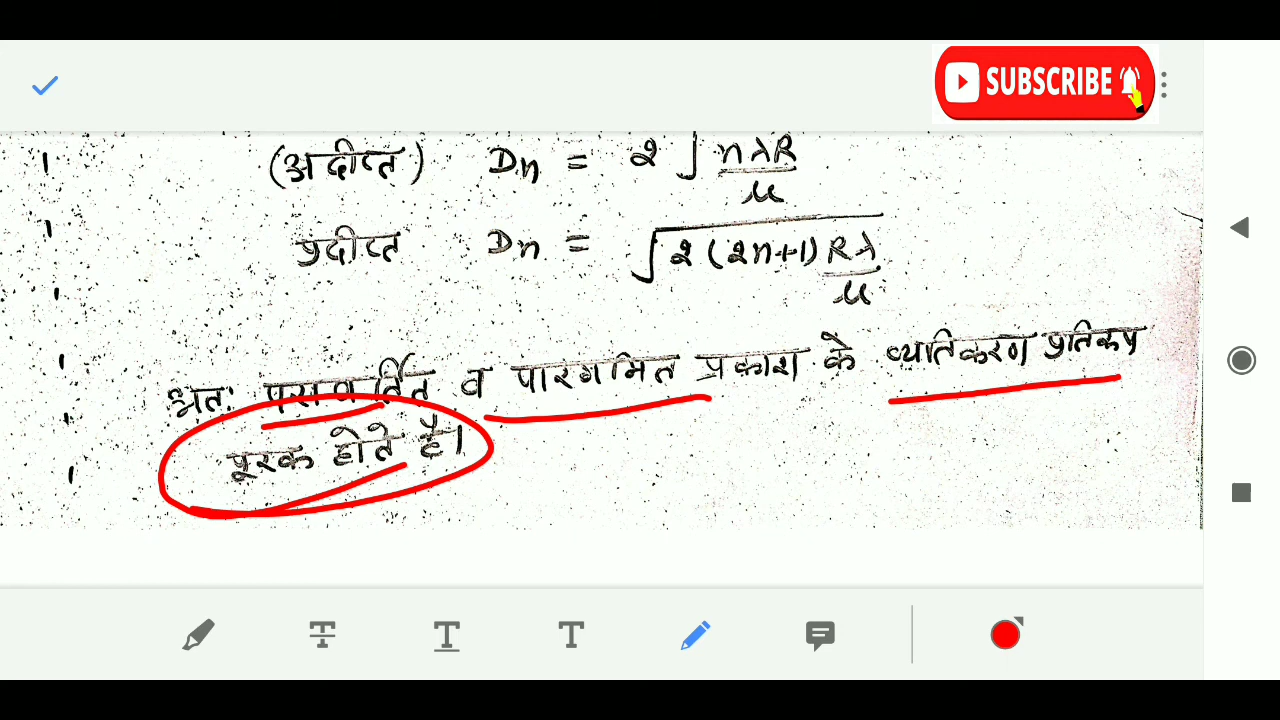 SUBSCRIBE
(अदीप्त) Dn = 2 √ nλR / μ
प्रदीप्त Dn = √ 2 (2n+1) Rλ / μ
अतः परावर्तित व पारगमित प्रकाश के व्यतिकरण प्रतिरूप
पूरक होते है।
T T T